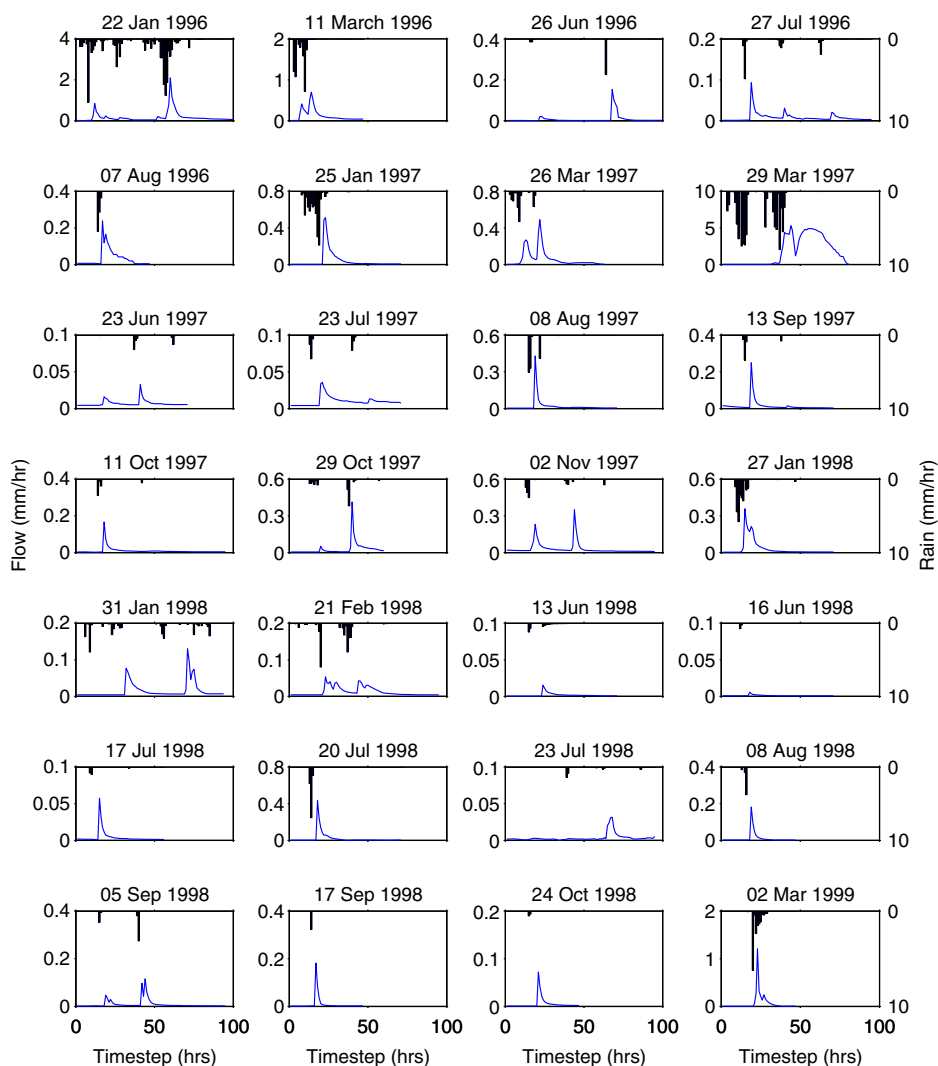 22 Jan 1996 11 March 1996 26 Jun 1996 27 Jul 1996
4 2 0.4 0.2 0
2 1 0.2 0.1
0 0 0 0 10
07 Aug 1996 25 Jan 1997 26 Mar 1997 29 Mar 1997
0.4 0.8 0.8 10 0
0.2 0.4 0.4 5
0 0 0 0 10
23 Jun 1997 23 Jul 1997 08 Aug 1997 13 Sep 1997
0.1 0.1 0.6 0.4 0
0.05 0.05 0.3 0.2
0 0 0 0 10
11 Oct 1997 29 Oct 1997 02 Nov 1997 27 Jan 1998
0.4 0.6 0.6 0.6 0
0.2 0.3 0.3 0.3
0 0 0 0 10
Flow (mm/hr)
Rain (mm/hr)
31 Jan 1998 21 Feb 1998 13 Jun 1998 16 Jun 1998
0.2 0.2 0.1 0.1 0
0.1 0.1 0.05 0.05
0 0 0 0 10
17 Jul 1998 20 Jul 1998 23 Jul 1998 08 Aug 1998
0.1 0.8 0.1 0.4 0
0.05 0.4 0.05 0.2
0 0 0 0 10
05 Sep 1998 17 Sep 1998 24 Oct 1998 02 Mar 1999
0.4 0.4 0.2 2 0
0.2 0.2 0.1 1
0 0 0 0 10
0 50 100 0 50 100 0 50 100 0 50 100
Timestep (hrs) Timestep (hrs) Timestep (hrs) Timestep (hrs)